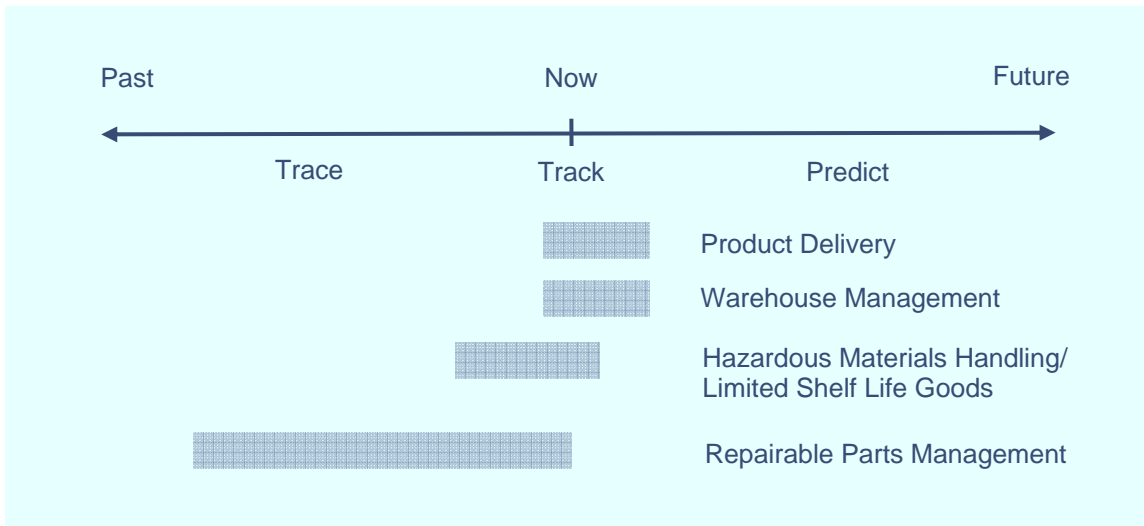 Past Now Future
Trace Track Predict
Product Delivery
Warehouse Management
Hazardous Materials Handling/
Limited Shelf Life Goods
Repairable Parts Management